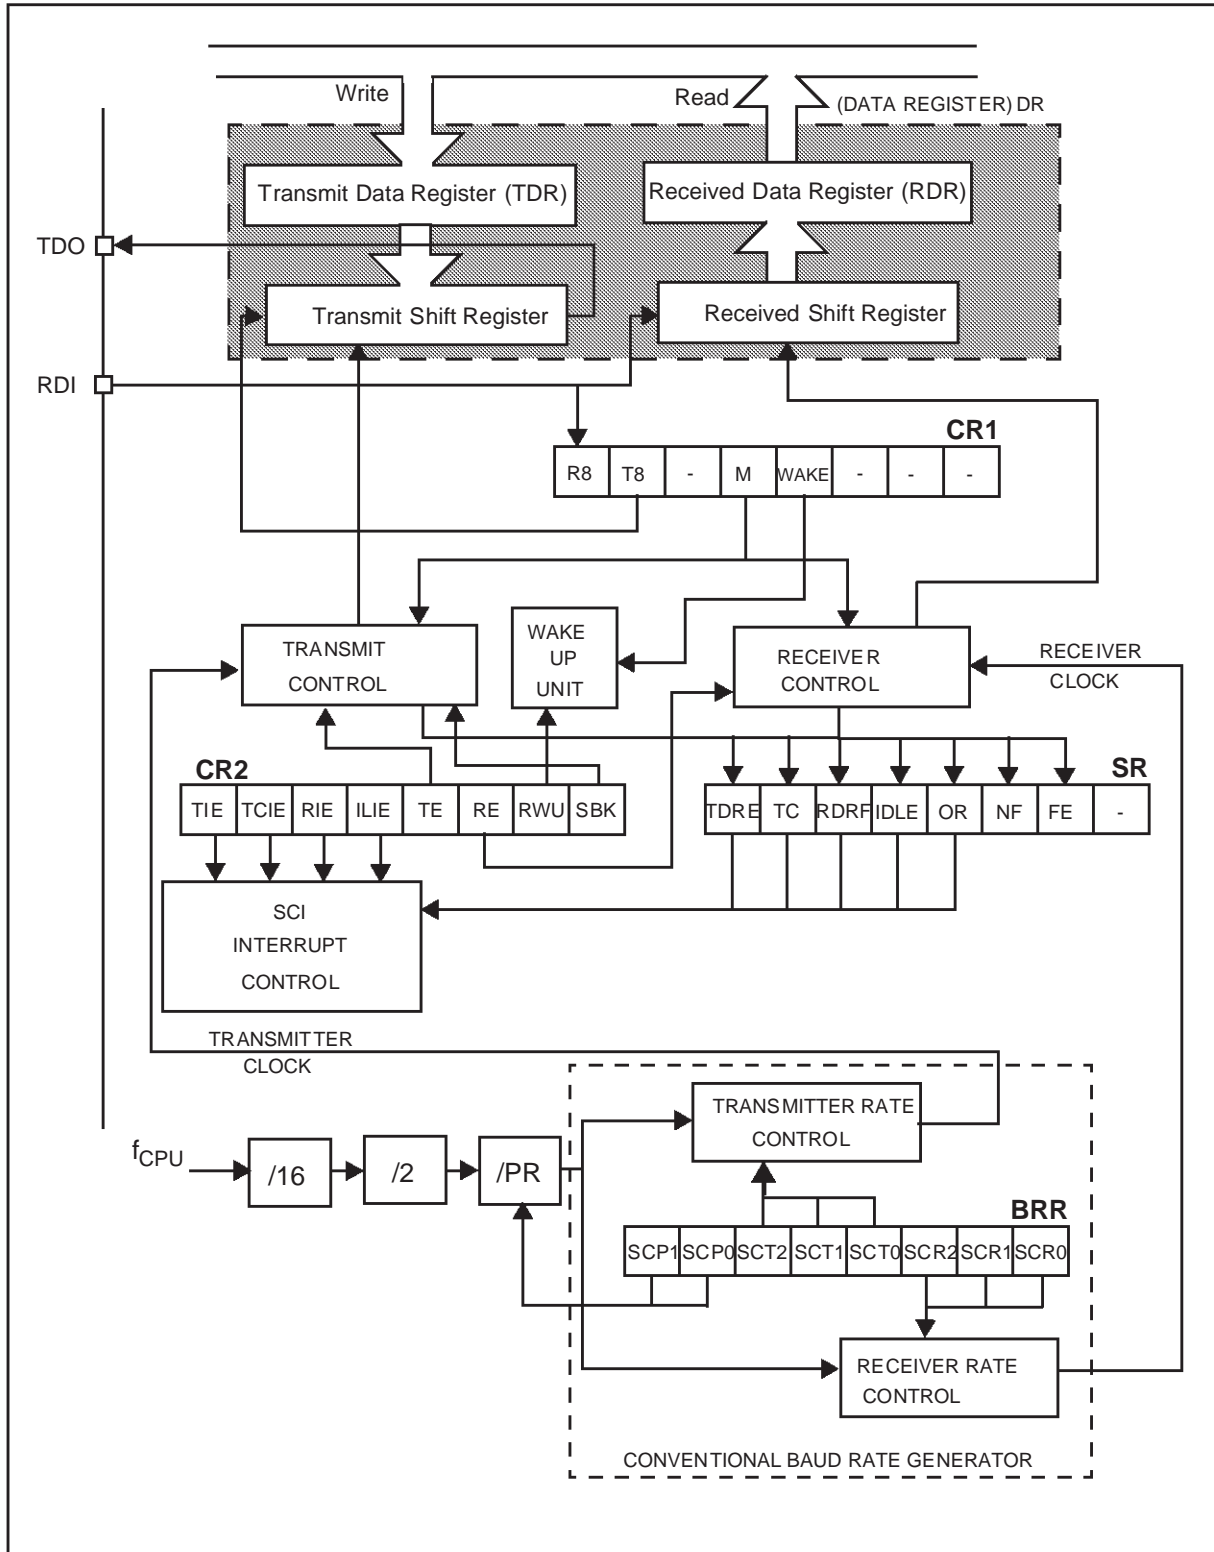 Write
Read
(DATA REGISTER) DR
Transmit Data Register (TDR)
Received Data Register (RDR)
TDO
Transmit Shift Register
Received Shift Register
RDI
CR1
R8 T8 - M WAKE - - -
TRANSMIT
CONTROL
WAKE
UP
UNIT
RECEIVER
CONTROL
RECEIVER
CLOCK
CR2
TIE TCIE RIE ILIE TE RE RWU SBK
SR
TDRE TC RDRF IDLE OR NF FE -
SCI
INTERRUPT
CONTROL
TRANSMITTER
CLOCK
TRANSMITTER RATE
CONTROL
fCPU
/16
/2
/PR
BRR
SCP1 SCP0 SCT2 SCT1 SCT0 SCR2 SCR1 SCR0
RECEIVER RATE
CONTROL
CONVENTIONAL BAUD RATE GENERATOR